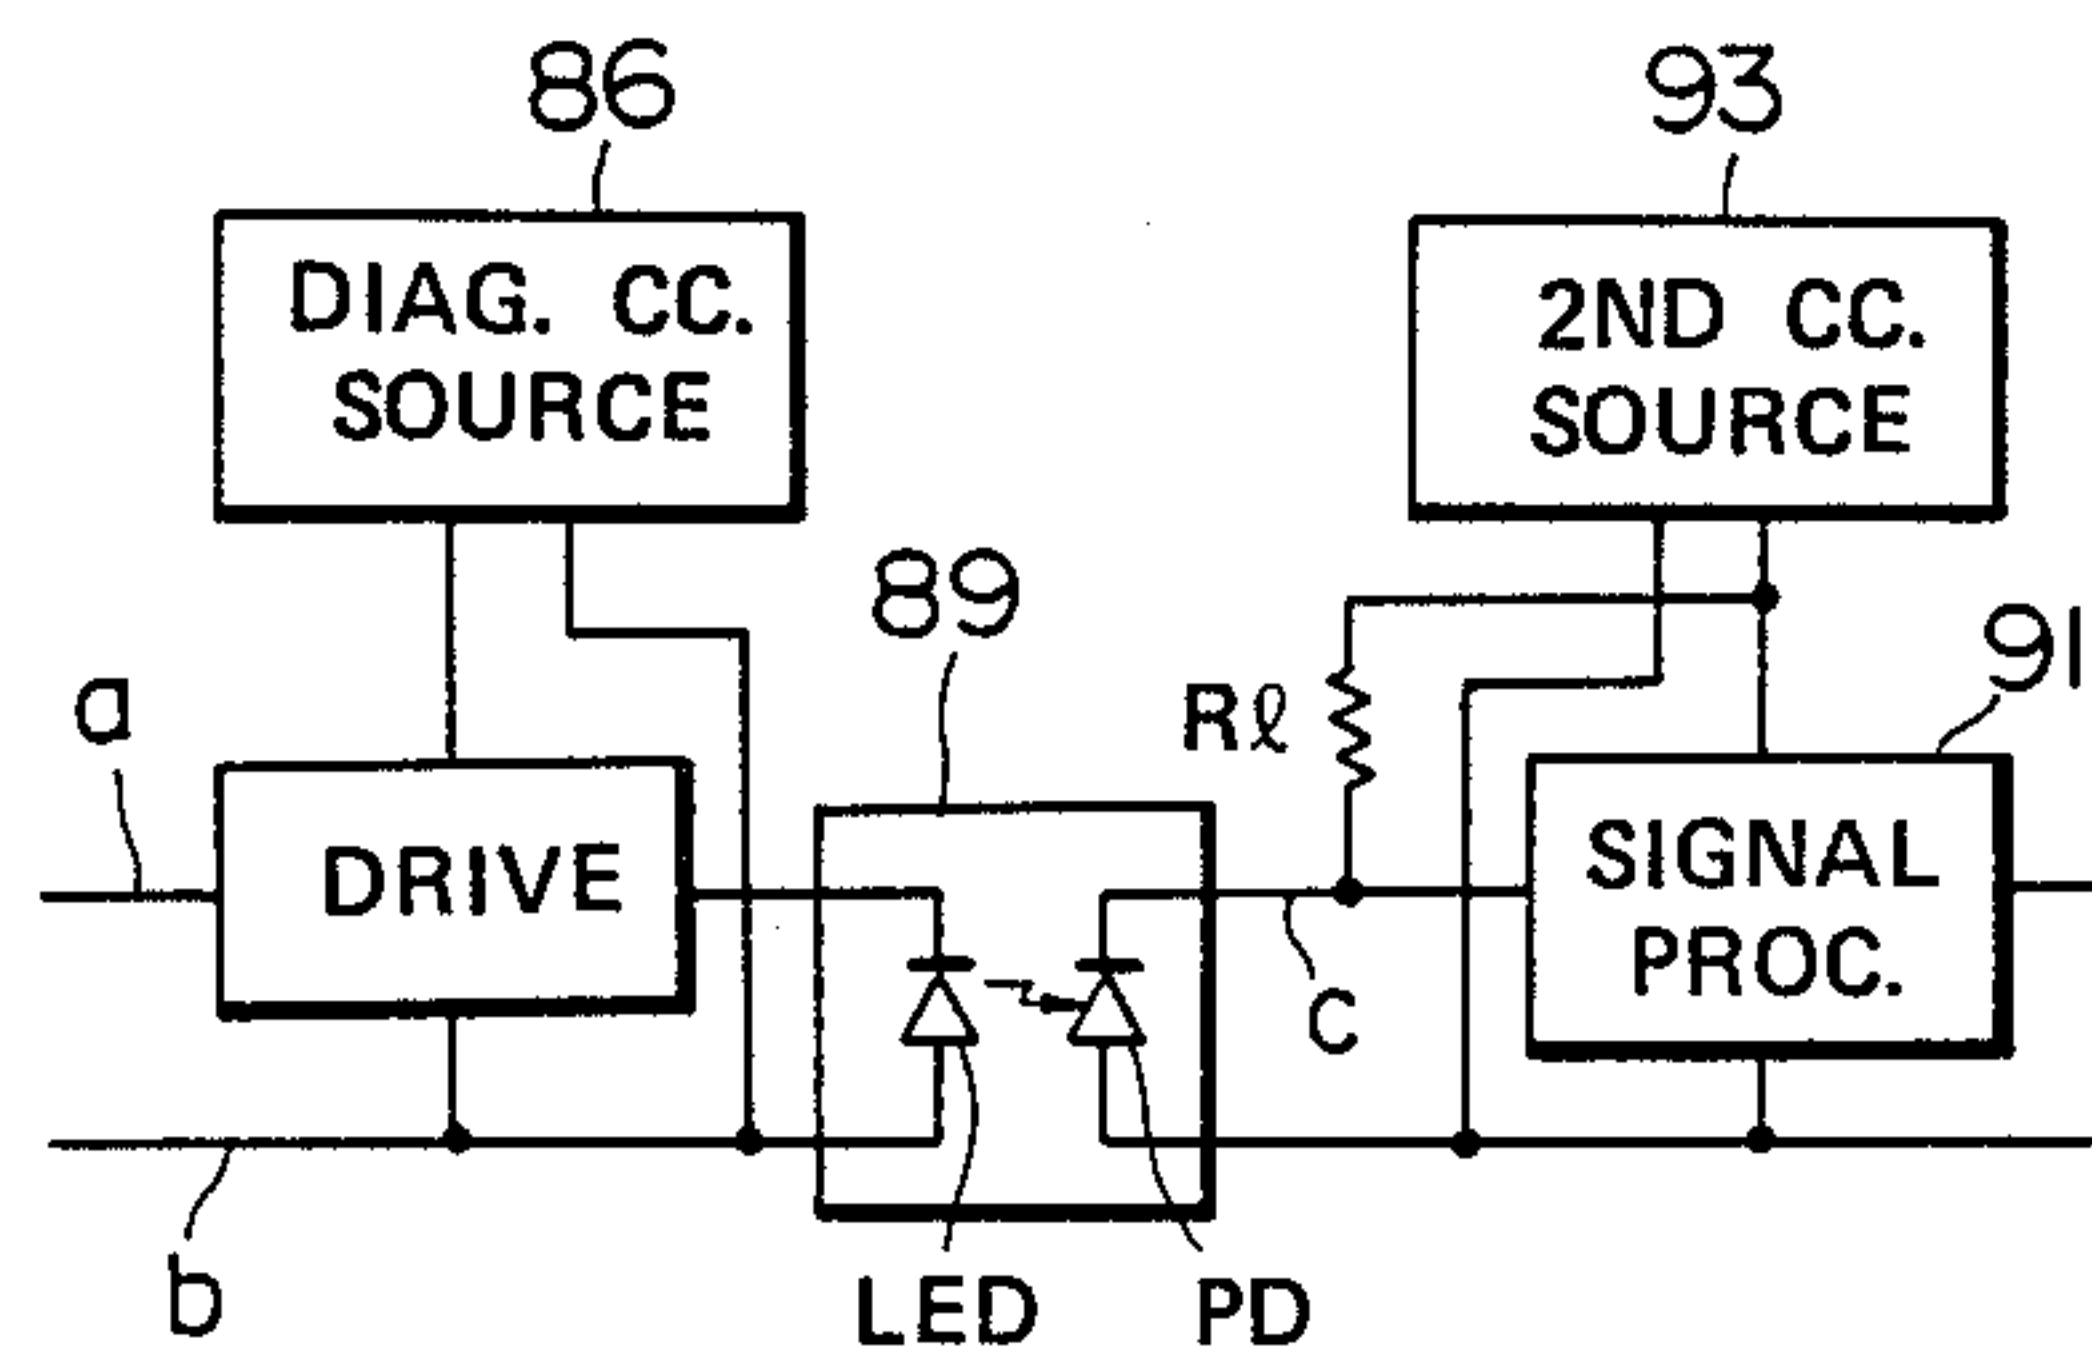 86
93
DIAG. CC.
SOURCE
2ND CC.
SOURCE
89
91
a
Rℓ
DRIVE
SIGNAL
PROC.
C
b
LED
PD